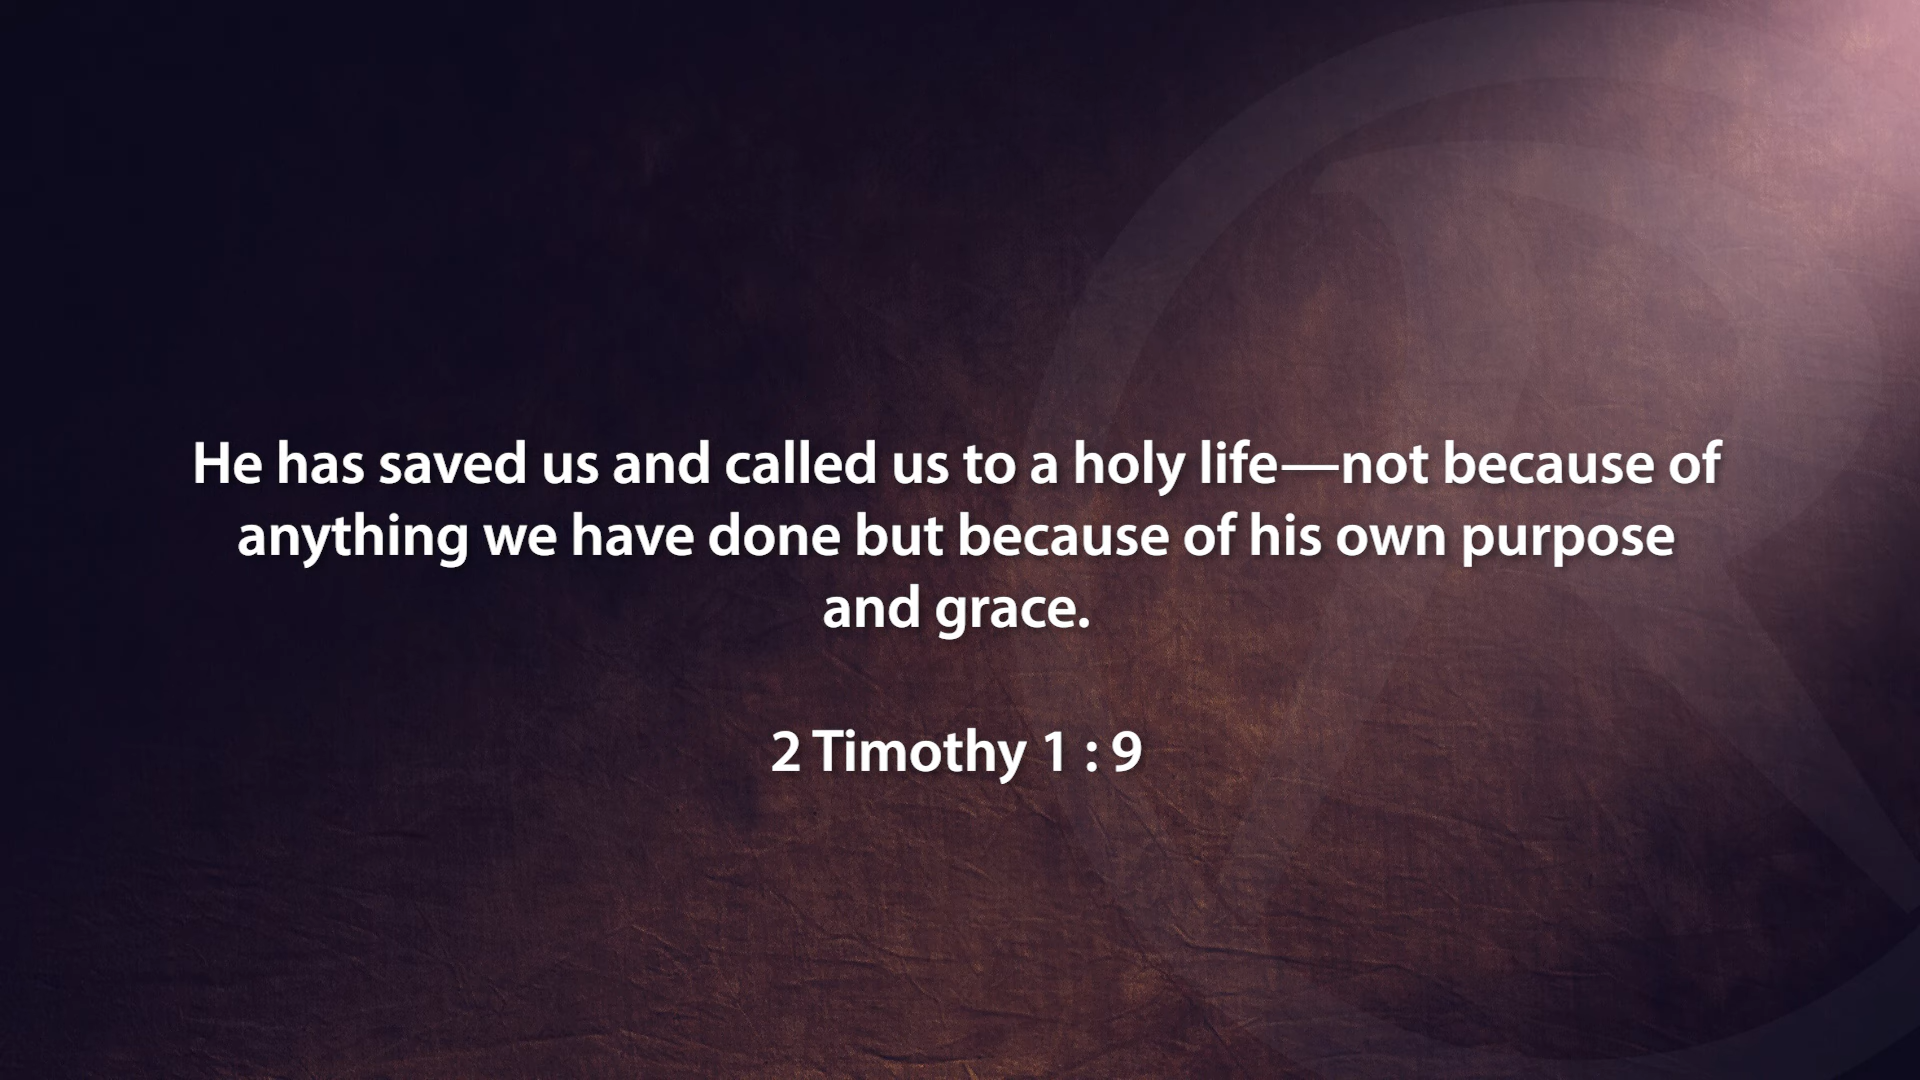 He has saved us and called us to a holy life—not because of
anything we have done but because of his own purpose
and grace.
2 Timothy 1 : 9